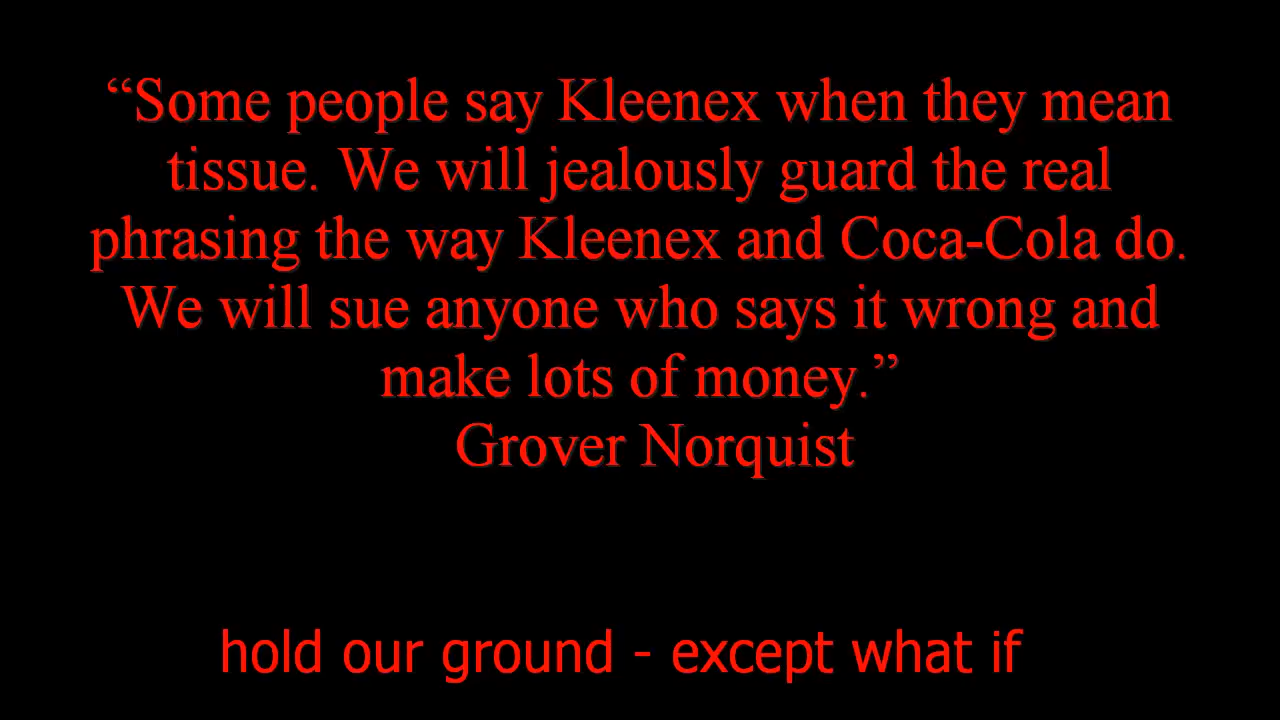 “Some people say Kleenex when they mean
tissue. We will jealously guard the real
phrasing the way Kleenex and Coca-Cola do.
We will sue anyone who says it wrong and
make lots of money.”
Grover Norquist
hold our ground - except what if